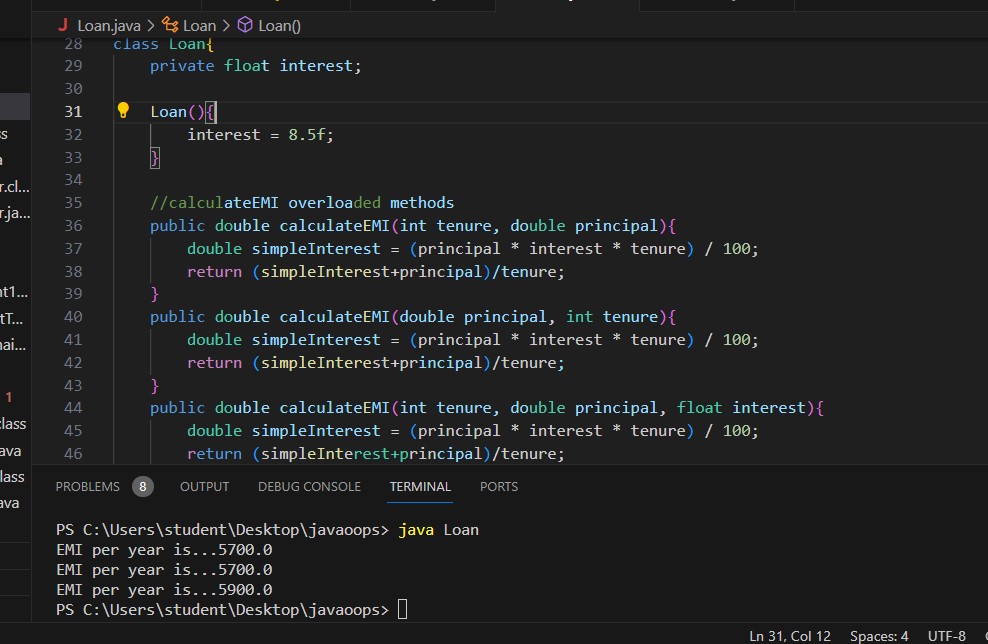 Loan.java > Loan > Loan()
28 class Loan{
29 private float interest;
30
31 Loan(){
32 interest = 8.5f;
33 }
34
35 //calculateEMI overloaded methods
36 public double calculateEMI(int tenure, double principal){
37 double simpleInterest = (principal * interest * tenure) / 100;
38 return (simpleInterest+principal)/tenure;
39 }
40 public double calculateEMI(double principal, int tenure){
41 double simpleInterest = (principal * interest * tenure) / 100;
42 return (simpleInterest+principal)/tenure;
43 }
44 public double calculateEMI(int tenure, double principal, float interest){
45 double simpleInterest = (principal * interest * tenure) / 100;
46 return (simpleInterest+principal)/tenure;
r.cl...
r.ja...
nt1...
tT...
nai...
1
lass
ava
lass
ava
PROBLEMS 8 OUTPUT DEBUG CONSOLE TERMINAL PORTS
PS C:\Users\student\Desktop\javaoops> java Loan
EMI per year is...5700.0
EMI per year is...5700.0
EMI per year is...5900.0
PS C:\Users\student\Desktop\javaoops>
Ln 31, Col 12 Spaces: 4 UTF-8